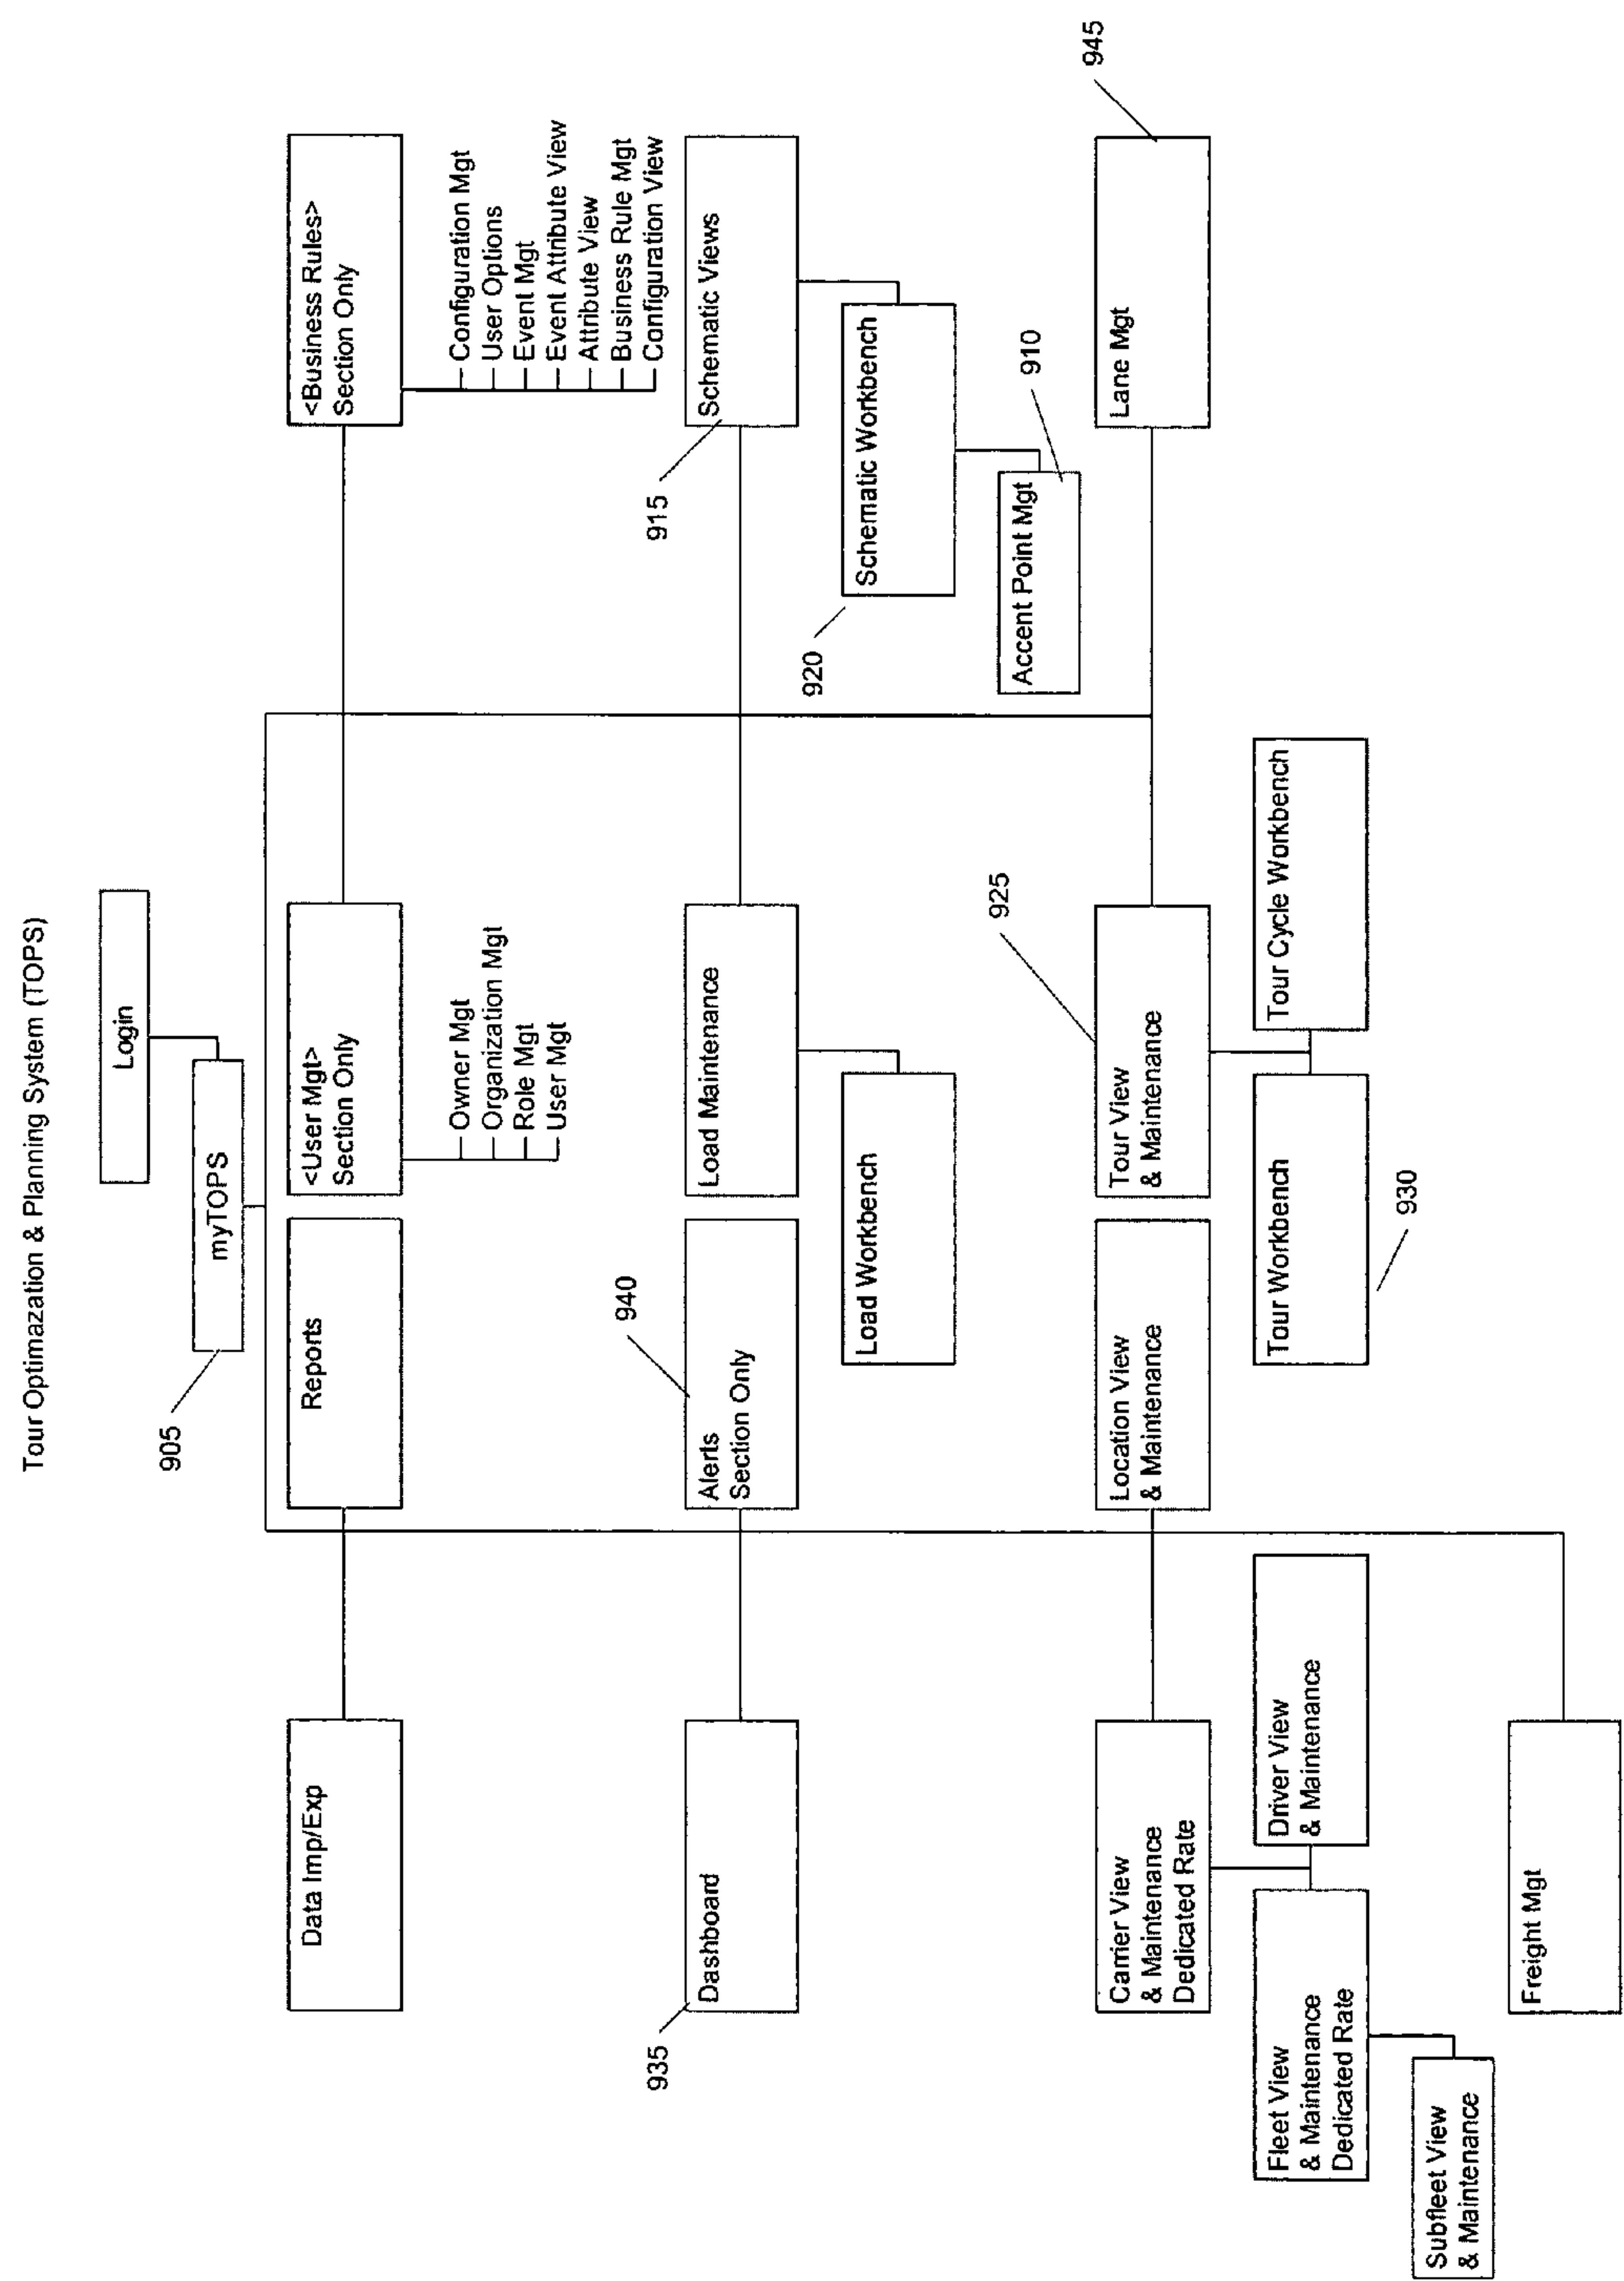 Tour Optimazation & Planning System (TOPS)
Login
myTOPS
905
Data Imp/Exp
Reports
<User Mgt>
Section Only
Owner Mgt
Organization Mgt
Role Mgt
User Mgt
<Business Rules>
Section Only
Configuration Mgt
User Options
Event Mgt
Event Attribute View
Attribute View
Business Rule Mgt
Configuration View
935
Dashboard
940
Alerts
Section Only
Load Maintenance
Load Workbench
915
Schematic Views
920
Schematic Workbench
Accent Point Mgt
910
Carrier View
& Maintenance
Dedicated Rate
Fleet View
& Maintenance
Dedicated Rate
Driver View
& Maintenance
Subfleet View
& Maintenance
Location View
& Maintenance
925
Tour View
& Maintenance
Tour Workbench
930
Tour Cycle Workbench
Lane Mgt
945
Freight Mgt